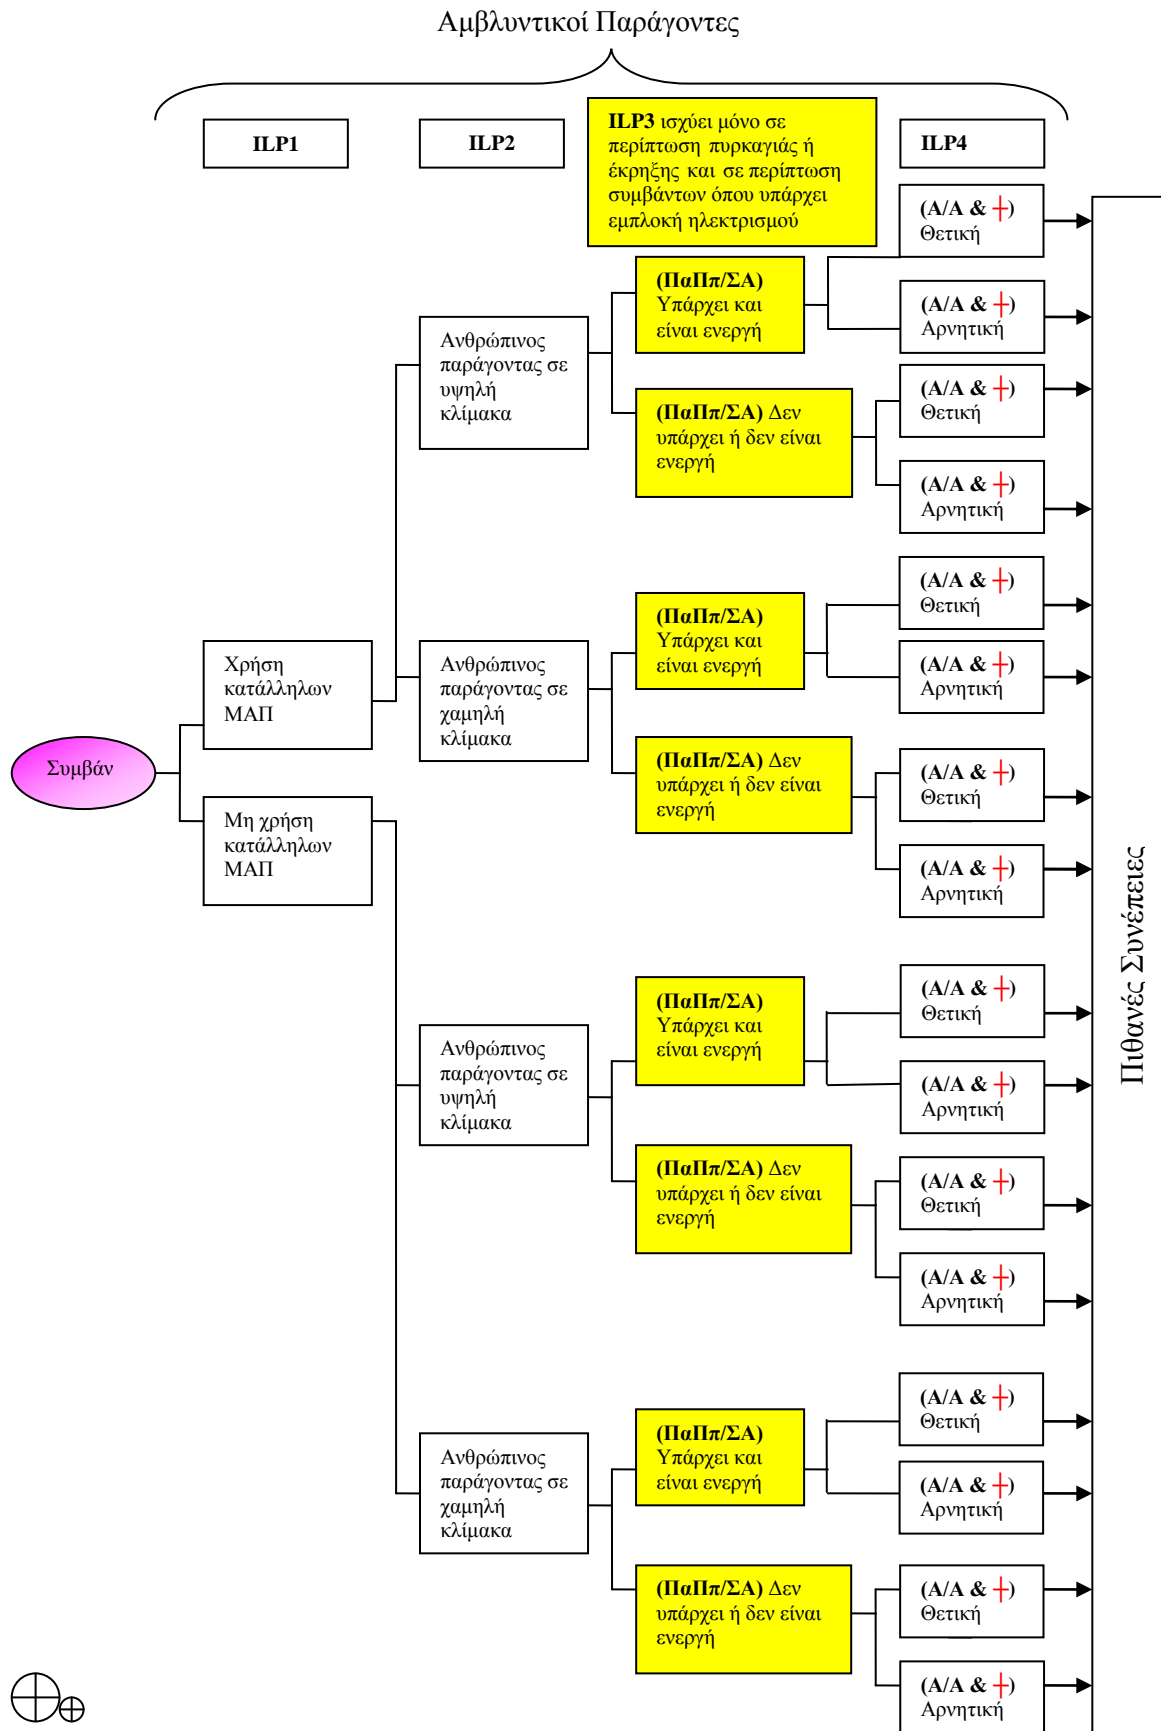 Αμβλυντικοί Παράγοντες
ILP1
ILP2
ILP3 ισχύει μόνο σε
περίπτωση πυρκαγιάς ή
έκρηξης και σε περίπτωση
συμβάντων όπου υπάρχει
εμπλοκή ηλεκτρισμού
ILP4
(Α/Α & ┼)
Θετική
(ΠαΠπ/ΣΑ)
Υπάρχει και
είναι ενεργή
(Α/Α & ┼)
Αρνητική
Ανθρώπινος
παράγοντας σε
υψηλή
κλίμακα
(Α/Α & ┼)
Θετική
(ΠαΠπ/ΣΑ) Δεν
υπάρχει ή δεν είναι
ενεργή
(Α/Α & ┼)
Αρνητική
(Α/Α & ┼)
Θετική
(ΠαΠπ/ΣΑ)
Υπάρχει και
είναι ενεργή
(Α/Α & ┼)
Αρνητική
Χρήση
κατάλληλων
ΜΑΠ
Ανθρώπινος
παράγοντας σε
χαμηλή
κλίμακα
Συμβάν
(ΠαΠπ/ΣΑ) Δεν
υπάρχει ή δεν είναι
ενεργή
(Α/Α & ┼)
Θετική
Μη χρήση
κατάλληλων
ΜΑΠ
(Α/Α & ┼)
Αρνητική
Πιθανές Συνέπειες
(Α/Α & ┼)
Θετική
(ΠαΠπ/ΣΑ)
Υπάρχει και
είναι ενεργή
Ανθρώπινος
παράγοντας σε
υψηλή
κλίμακα
(Α/Α & ┼)
Αρνητική
(ΠαΠπ/ΣΑ) Δεν
υπάρχει ή δεν είναι
ενεργή
(Α/Α & ┼)
Θετική
(Α/Α & ┼)
Αρνητική
(Α/Α & ┼)
Θετική
(ΠαΠπ/ΣΑ)
Υπάρχει και
είναι ενεργή
Ανθρώπινος
παράγοντας σε
χαμηλή
κλίμακα
(Α/Α & ┼)
Αρνητική
(ΠαΠπ/ΣΑ) Δεν
υπάρχει ή δεν είναι
ενεργή
(Α/Α & ┼)
Θετική
(Α/Α & ┼)
Αρνητική